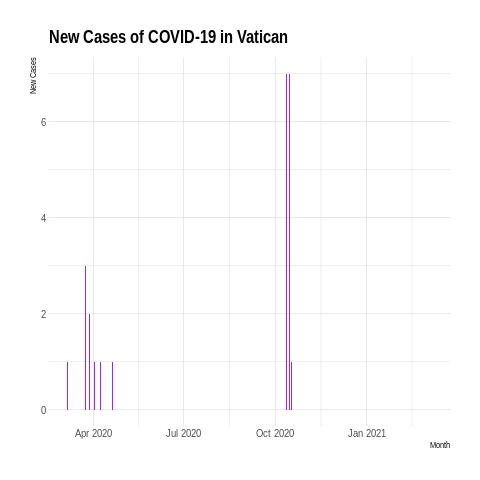 New Cases of COVID-19 in Vatican
New Cases
6
4
2
0
Apr 2020
Jul 2020
Oct 2020
Jan 2021
Month